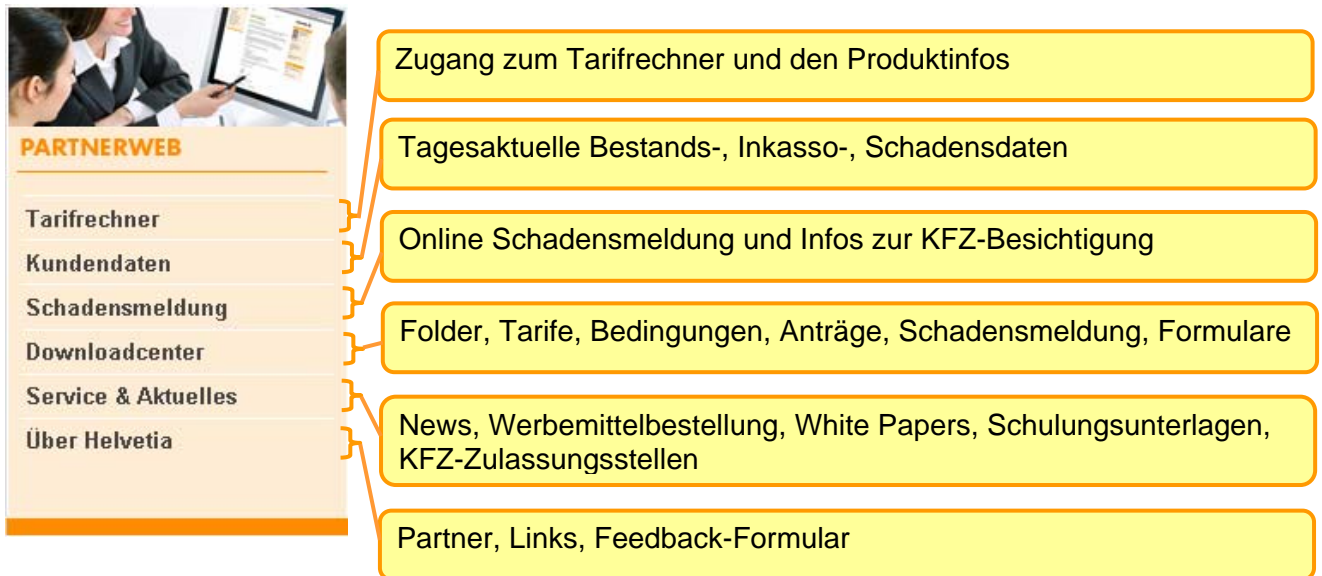 PARTNERWEB
Tarifrechner
Kundendaten
Schadensmeldung
Downloadcenter
Service & Aktuelles
Über Helvetia
Zugang zum Tarifrechner und den Produktinfos
Tagesaktuelle Bestands-, Inkasso-, Schadensdaten
Online Schadensmeldung und Infos zur KFZ-Besichtigung
Folder, Tarife, Bedingungen, Anträge, Schadensmeldung, Formulare
News, Werbemittelbestellung, White Papers, Schulungsunterlagen,
KFZ-Zulassungsstellen
Partner, Links, Feedback-Formular